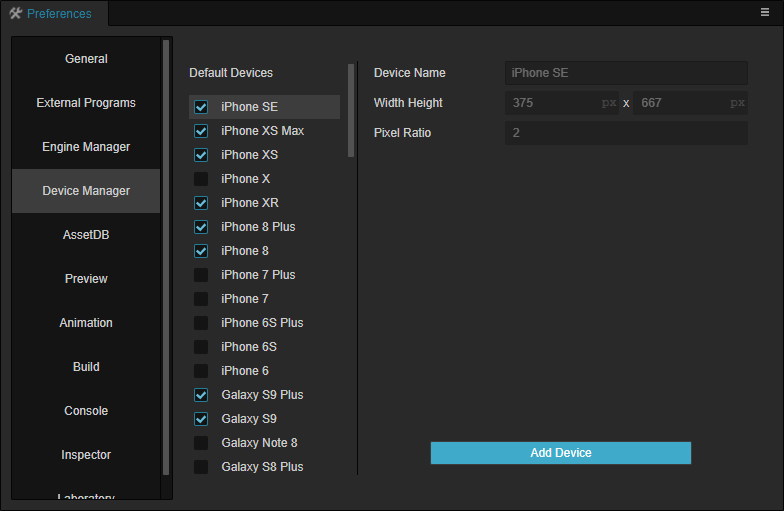 Preferences
General
External Programs
Engine Manager
Device Manager
AssetDB
Preview
Animation
Build
Console
Inspector
Laboratory
Default Devices
iPhone SE
iPhone XS Max
iPhone XS
iPhone X
iPhone XR
iPhone 8 Plus
iPhone 8
iPhone 7 Plus
iPhone 7
iPhone 6S Plus
iPhone 6S
iPhone 6
Galaxy S9 Plus
Galaxy S9
Galaxy Note 8
Galaxy S8 Plus
Device Name iPhone SE
Width Height 375 px x 667 px
Pixel Ratio 2
Add Device